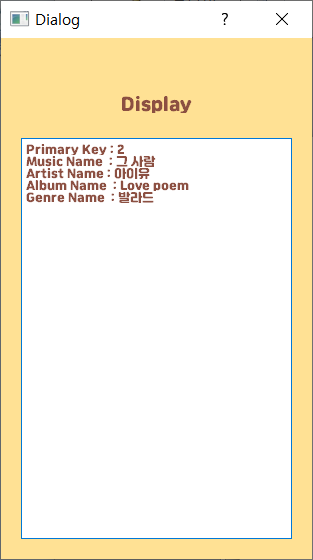 Dialog
?
Display
Primary Key : 2
Music Name : 그 사람
Artist Name : 아이유
Album Name : Love poem
Genre Name : 발라드